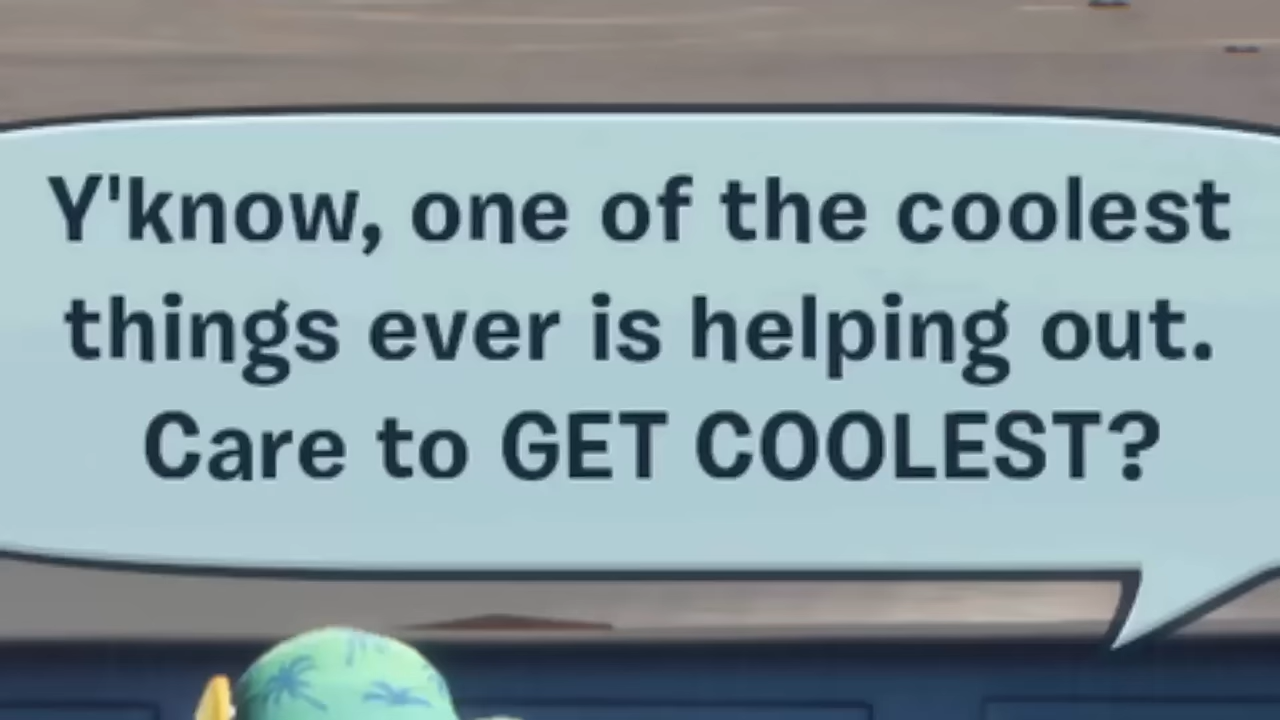 Y'know, one of the coolest
things ever is helping out.
Care to GET COOLEST?